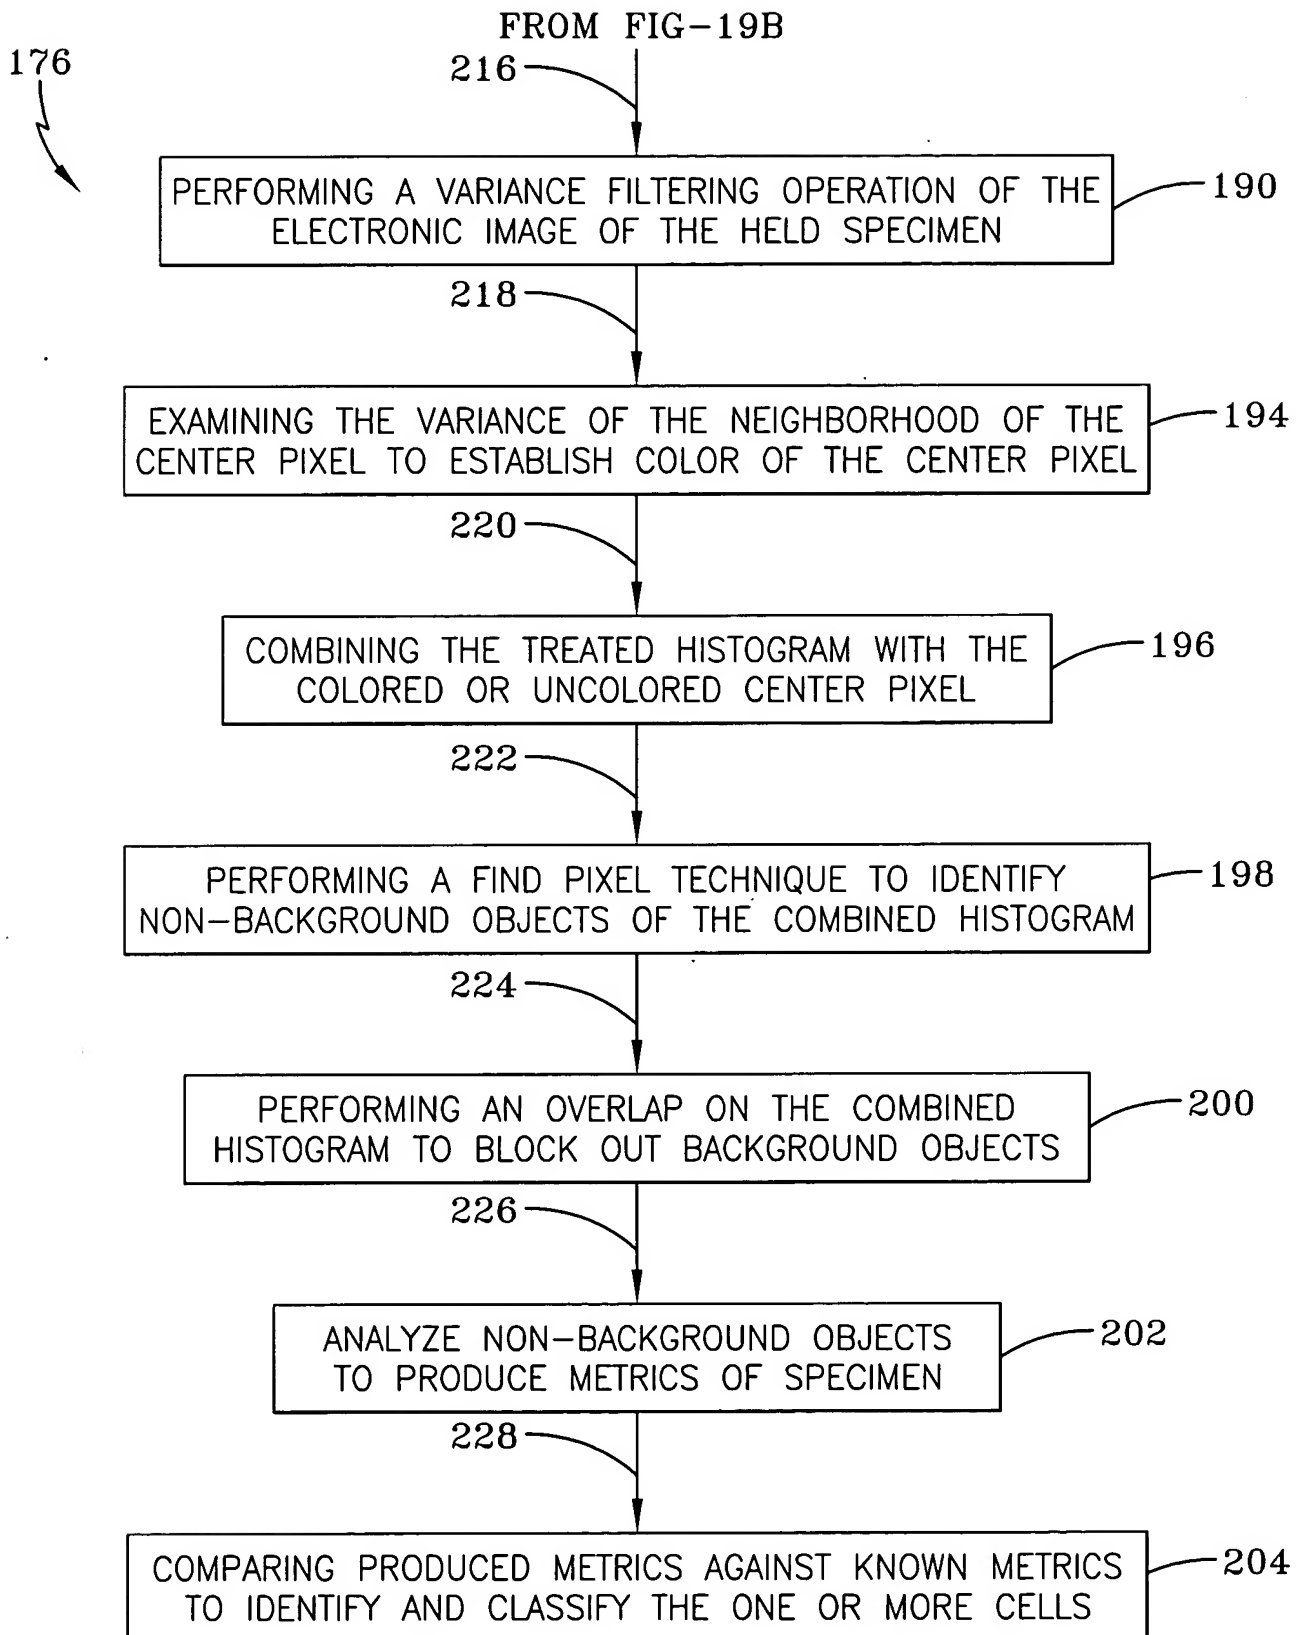 FROM FIG-19B
176
216
PERFORMING A VARIANCE FILTERING OPERATION OF THE
ELECTRONIC IMAGE OF THE HELD SPECIMEN
190
218
EXAMINING THE VARIANCE OF THE NEIGHBORHOOD OF THE
CENTER PIXEL TO ESTABLISH COLOR OF THE CENTER PIXEL
194
220
COMBINING THE TREATED HISTOGRAM WITH THE
COLORED OR UNCOLORED CENTER PIXEL
196
222
PERFORMING A FIND PIXEL TECHNIQUE TO IDENTIFY
NON-BACKGROUND OBJECTS OF THE COMBINED HISTOGRAM
198
224
PERFORMING AN OVERLAP ON THE COMBINED
HISTOGRAM TO BLOCK OUT BACKGROUND OBJECTS
200
226
ANALYZE NON-BACKGROUND OBJECTS
TO PRODUCE METRICS OF SPECIMEN
202
228
COMPARING PRODUCED METRICS AGAINST KNOWN METRICS
TO IDENTIFY AND CLASSIFY THE ONE OR MORE CELLS
204